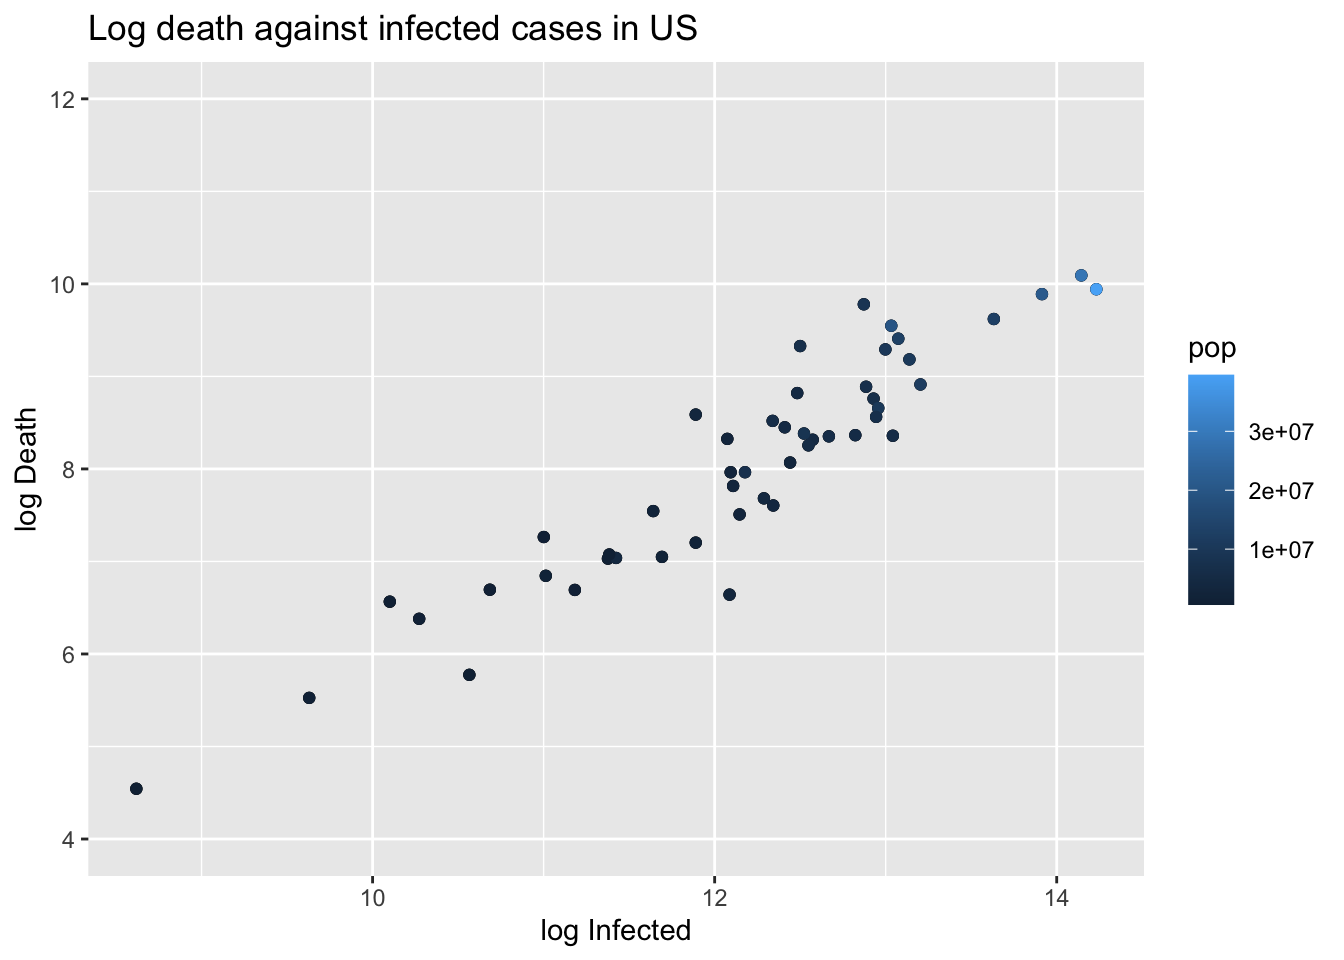 Log death against infected cases in US
12
10
8
6
4
log Death
10
12
14
log Infected
pop
3e+07
2e+07
1e+07